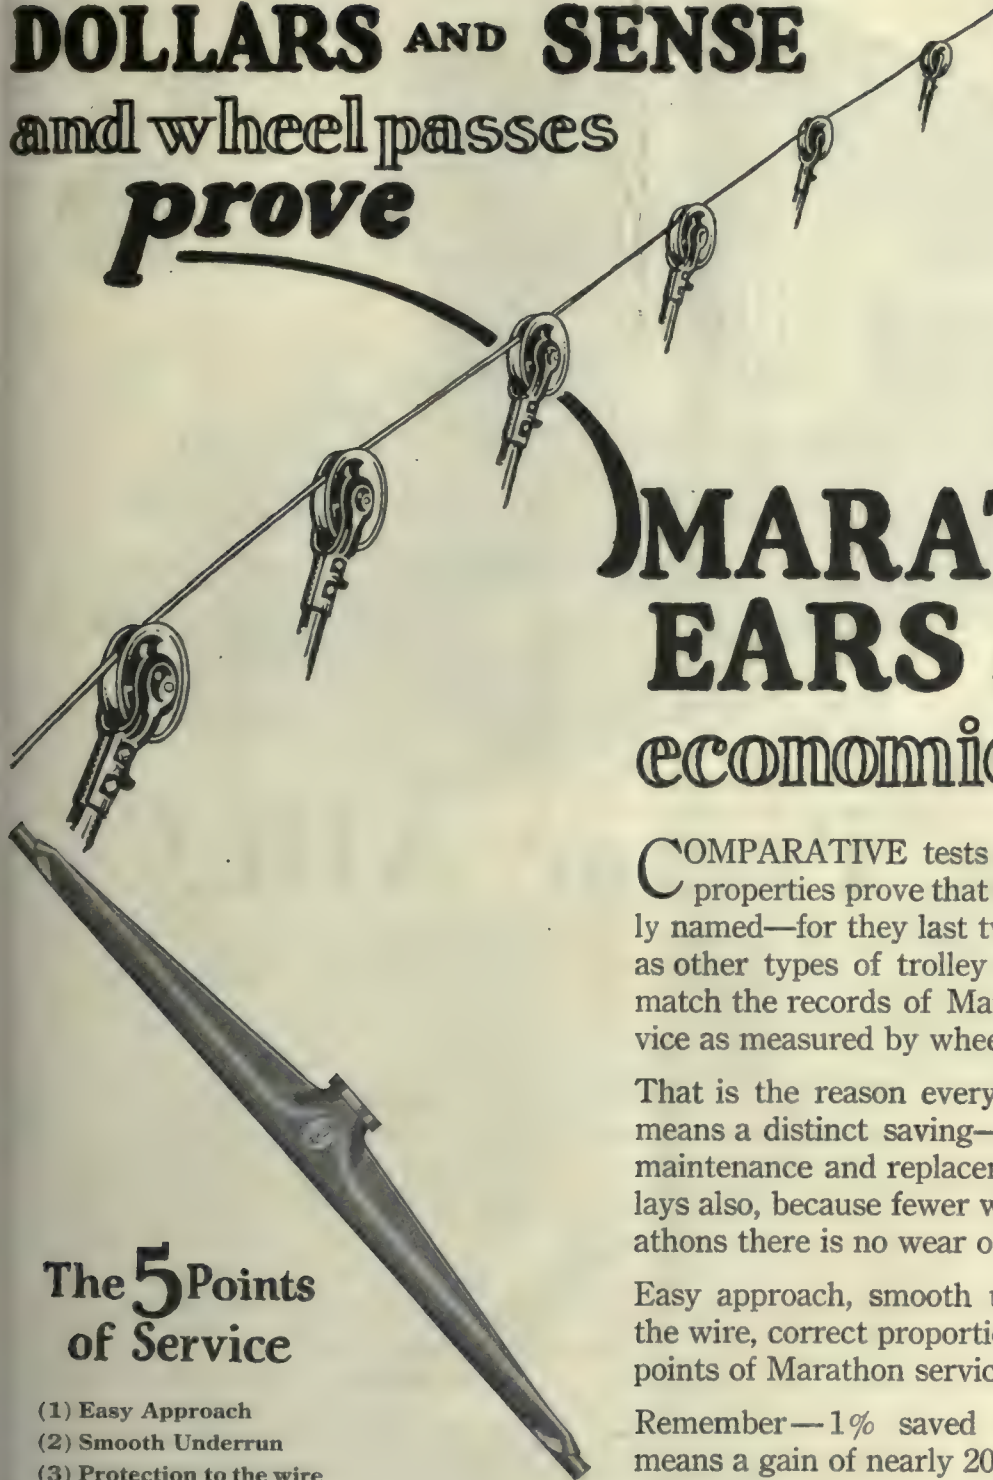 DOLLARS AND SENSE
and wheel passes
prove
MARAT
EARS
economic
COMPARATIVE tests
properties prove that
ly named—for they last tw
as other types of trolley
match the records of Ma
vice as measured by whee
That is the reason every
means a distinct saving—
maintenance and replacem
lays also, because fewer w
athons there is no wear o
Easy approach, smooth u
the wire, correct proportio
points of Marathon servic
Remember—1% saved
means a gain of nearly 20
The 5 Points
of Service
(1) Easy Approach
(2) Smooth Underrun
(3) Protection to the wire